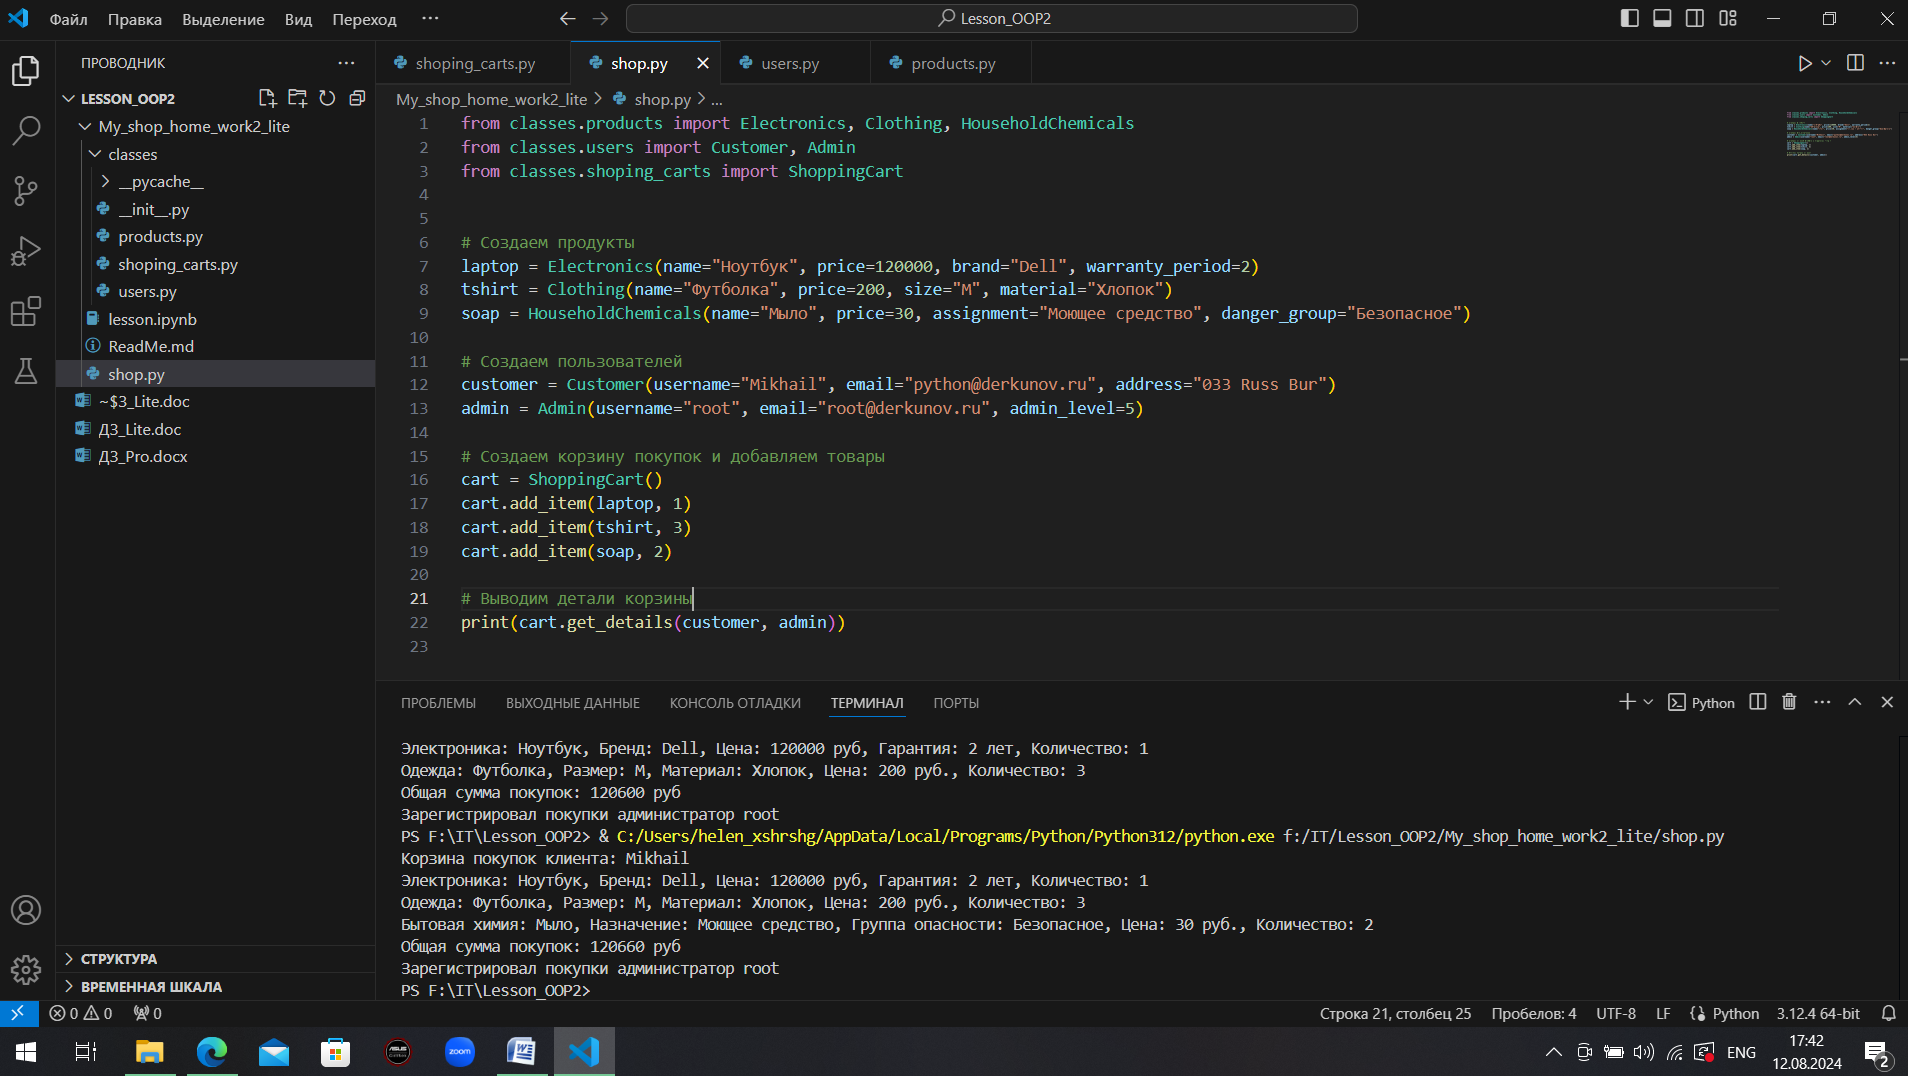 Файл Правка Выделение Вид Переход ··· Lesson_OOP2
ПРОВОДНИК ···
LESSON_OOP2
My_shop_home_work2_lite
classes
__pycache__
__init__.py
products.py
shoping_carts.py
users.py
lesson.ipynb
ReadMe.md
shop.py
~$3_Lite.doc
ДЗ_Lite.doc
ДЗ_Pro.docx
СТРУКТУРА
ВРЕМЕННАЯ ШКАЛА
shoping_carts.py shop.py users.py products.py
My_shop_home_work2_lite > shop.py > ...
1 from classes.products import Electronics, Clothing, HouseholdChemicals
2 from classes.users import Customer, Admin
3 from classes.shoping_carts import ShoppingCart
4
5
6 # Создаем продукты
7 laptop = Electronics(name="Ноутбук", price=120000, brand="Dell", warranty_period=2)
8 tshirt = Clothing(name="Футболка", price=200, size="M", material="Хлопок")
9 soap = HouseholdChemicals(name="Мыло", price=30, assignment="Моющее средство", danger_group="Безопасное")
10
11 # Создаем пользователей
12 customer = Customer(username="Mikhail", email="python@derkunov.ru", address="033 Russ Bur")
13 admin = Admin(username="root", email="root@derkunov.ru", admin_level=5)
14
15 # Создаем корзину покупок и добавляем товары
16 cart = ShoppingCart()
17 cart.add_item(laptop, 1)
18 cart.add_item(tshirt, 3)
19 cart.add_item(soap, 2)
20
21 # Выводим детали корзины
22 print(cart.get_details(customer, admin))
23
ПРОБЛЕМЫ ВЫХОДНЫЕ ДАННЫЕ КОНСОЛЬ ОТЛАДКИ ТЕРМИНАЛ ПОРТЫ Python
Электроника: Ноутбук, Бренд: Dell, Цена: 120000 руб, Гарантия: 2 лет, Количество: 1
Одежда: Футболка, Размер: M, Материал: Хлопок, Цена: 200 руб., Количество: 3
Общая сумма покупок: 120600 руб
Зарегистрировал покупки администратор root
PS F:\IT\Lesson_OOP2> & C:/Users/helen_xshrshg/AppData/Local/Programs/Python/Python312/python.exe f:/IT/Lesson_OOP2/My_shop_home_work2_lite/shop.py
Корзина покупок клиента: Mikhail
Электроника: Ноутбук, Бренд: Dell, Цена: 120000 руб, Гарантия: 2 лет, Количество: 1
Одежда: Футболка, Размер: M, Материал: Хлопок, Цена: 200 руб., Количество: 3
Бытовая химия: Мыло, Назначение: Моющее средство, Группа опасности: Безопасное, Цена: 30 руб., Количество: 2
Общая сумма покупок: 120660 руб
Зарегистрировал покупки администратор root
PS F:\IT\Lesson_OOP2>
0 0 0 Строка 21, столбец 25 Пробелов: 4 UTF-8 LF Python 3.12.4 64-bit
zoom ENG 17:42
12.08.2024 2